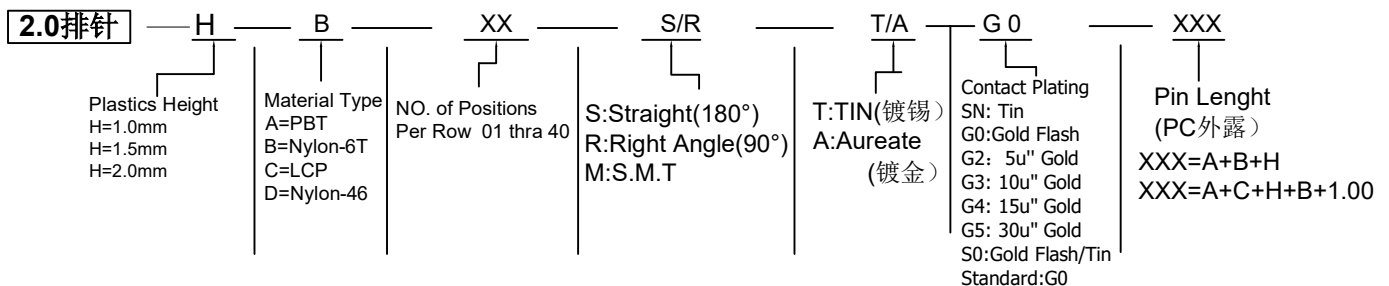 2.0排针 H B XX S/R T/A G 0 XXX
Plastics Height
H=1.0mm
H=1.5mm
H=2.0mm
Material Type
A=PBT
B=Nylon-6T
C=LCP
D=Nylon-46
NO. of Positions
Per Row 01 thra 40
S:Straight(180°)
R:Right Angle(90°)
M:S.M.T
T:TIN(镀锡）
A:Aureate
(镀金）
Contact Plating
SN: Tin
G0:Gold Flash
G2： 5u" Gold
G3: 10u" Gold
G4: 15u" Gold
G5: 30u" Gold
S0:Gold Flash/Tin
Standard:G0
Pin Lenght
(PC外露）
XXX=A+B+H
XXX=A+C+H+B+1.00